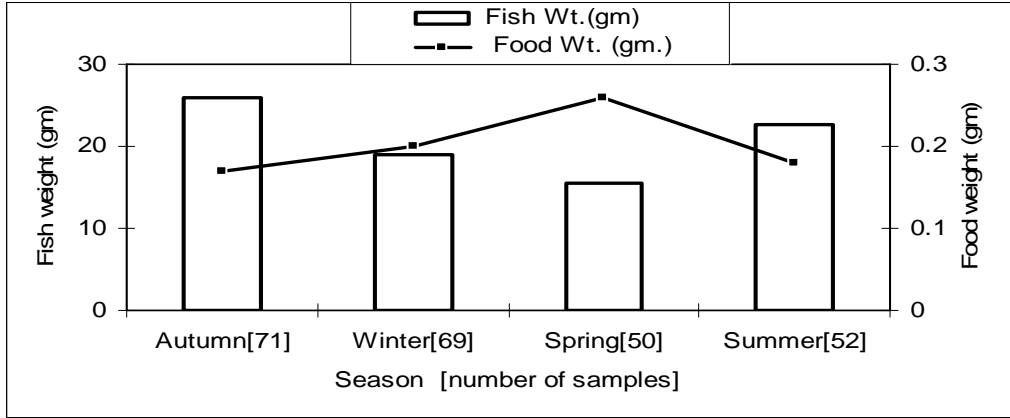 Fish Wt.(gm)
Food Wt. (gm.)
30
20
10
0
Fish weight (gm)
0.3
0.2
0.1
0
Food weight (gm)
Autumn[71] Winter[69] Spring[50] Summer[52]
Season [number of samples]